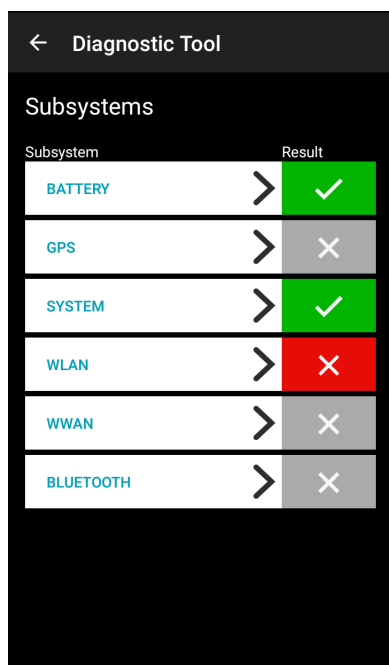 Diagnostic Tool
Subsystems
Subsystem Result
BATTERY
GPS
SYSTEM
WLAN
WWAN
BLUETOOTH